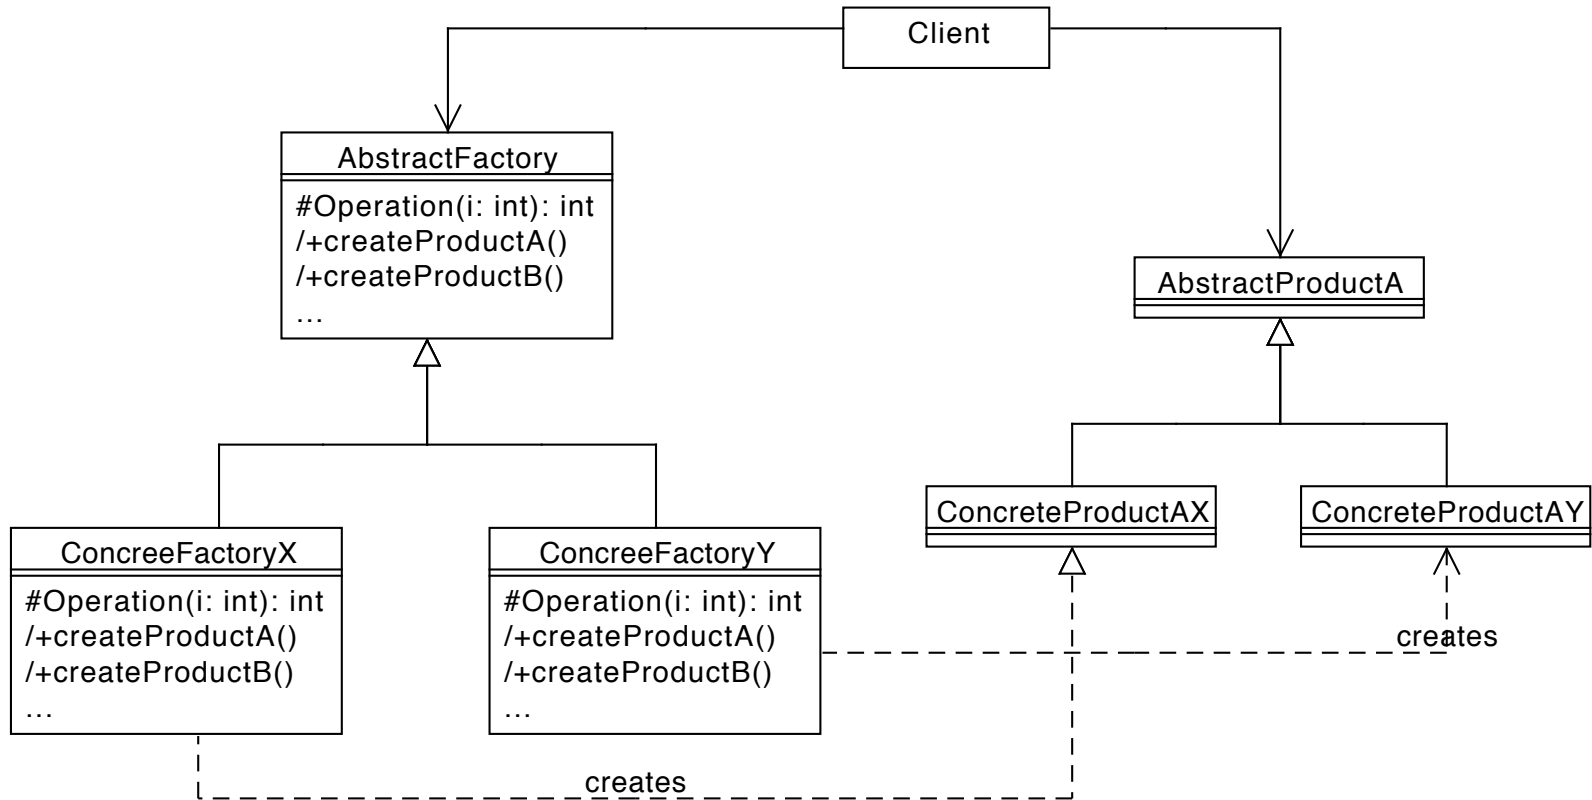 Client
AbstractFactory
#Operation(i: int): int
/+createProductA()
/+createProductB()
...
AbstractProductA
ConcreteProductAX
ConcreteProductAY
ConcreeFactoryX
#Operation(i: int): int
/+createProductA()
/+createProductB()
...
ConcreeFactoryY
#Operation(i: int): int
/+createProductA()
/+createProductB()
...
creates
creates